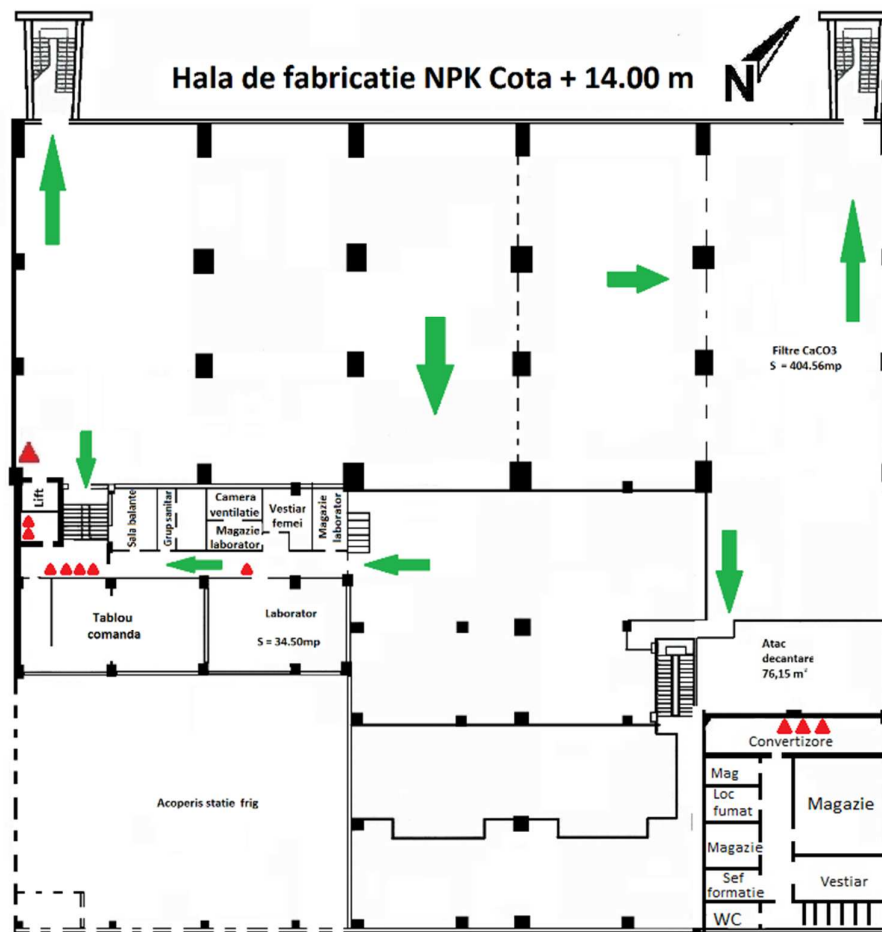 Hala de fabricatie NPK Cota + 14.00 m
N
Filtre CaCO3
S = 404.56mp
Lift
Sala balante
Grup sanitar
Camera
ventilatie
Magazie
laborator
Vestiar
femei
Magazie
laborator
Tablou
comanda
Laborator
S = 34.50mp
Atac
decantare
76,15 m²
Convertizore
Mag
Loc
fumat
Magazie
Sef
formatie
WC
Magazie
Vestiar
Acoperis statie frig